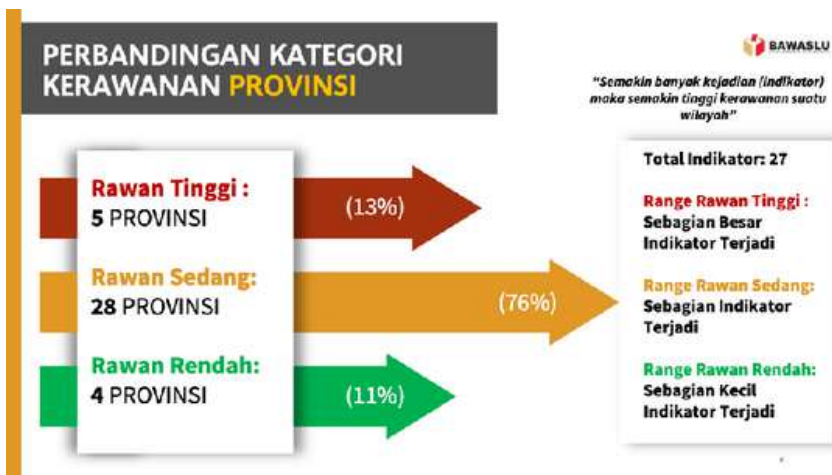 PERBANDINGAN KATEGORI
KERAWANAN PROVINSI
BAWASLU
"Semakin banyak kejadian (indikator)
maka semakin tinggi kerawanan suatu
wilayah"
Rawan Tinggi :
5 PROVINSI
(13%)
Rawan Sedang:
28 PROVINSI
(76%)
Rawan Rendah:
4 PROVINSI
(11%)
Total Indikator: 27
Range Rawan Tinggi :
Sebagian Besar
Indikator Terjadi
Range Rawan Sedang:
Sebagian Indikator
Terjadi
Range Rawan Rendah:
Sebagian Kecil
Indikator Terjadi